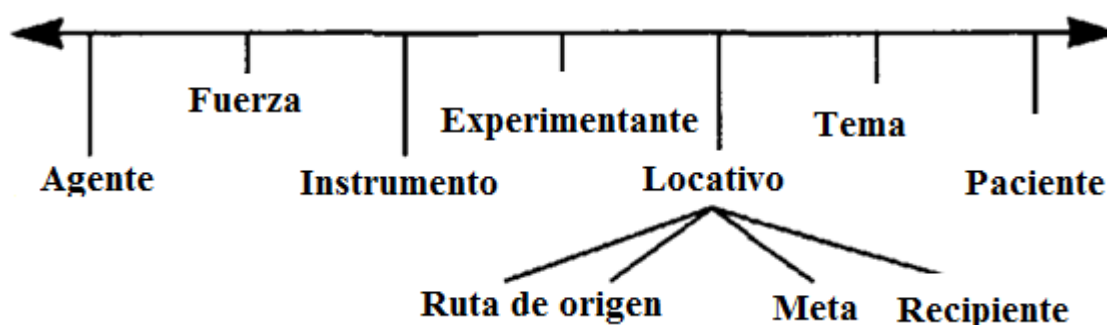 Fuerza
Experimentante
Tema
Agente
Instrumento
Locativo
Paciente
Ruta de origen
Meta
Recipiente